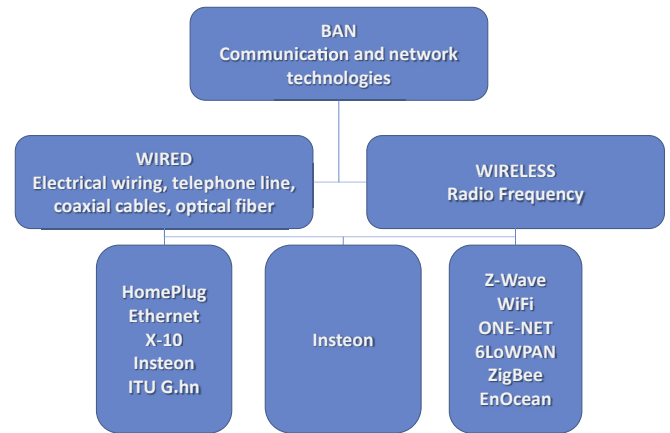 BAN
Communication and network
technologies
WIRED
Electrical wiring, telephone line,
coaxial cables, optical fiber
WIRELESS
Radio Frequency
HomePlug
Ethernet
X-10
Insteon
ITU G.hn
Insteon
Z-Wave
WiFi
ONE-NET
6LoWPAN
ZigBee
EnOcean